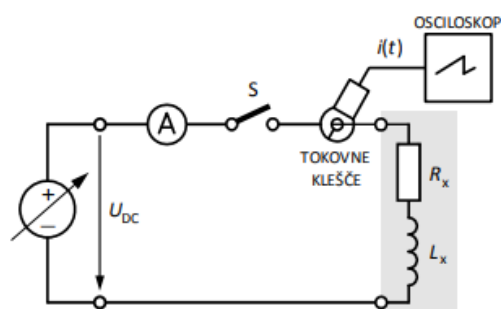 OSCILOSKOP
i(t)
S
A
TOKOVNE
KLEŠČE
R_x
U_DC
+
−
L_x